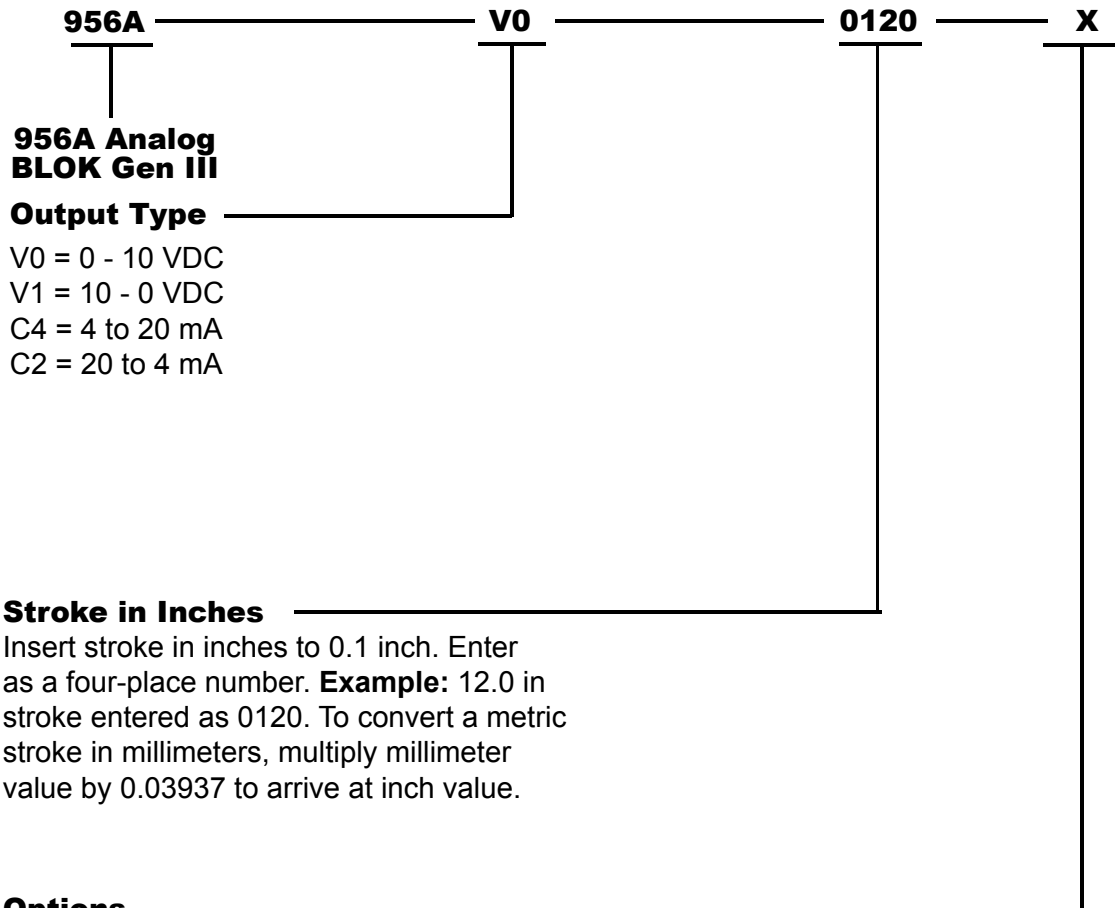 956A V0 0120 X
956A Analog
BLOK Gen III
Output Type
V0 = 0 - 10 VDC
V1 = 10 - 0 VDC
C4 = 4 to 20 mA
C2 = 20 to 4 mA
Stroke in Inches
Insert stroke in inches to 0.1 inch. Enter
as a four-place number. Example: 12.0 in
stroke entered as 0120. To convert a metric
stroke in millimeters, multiply millimeter
value by 0.03937 to arrive at inch value.
Options